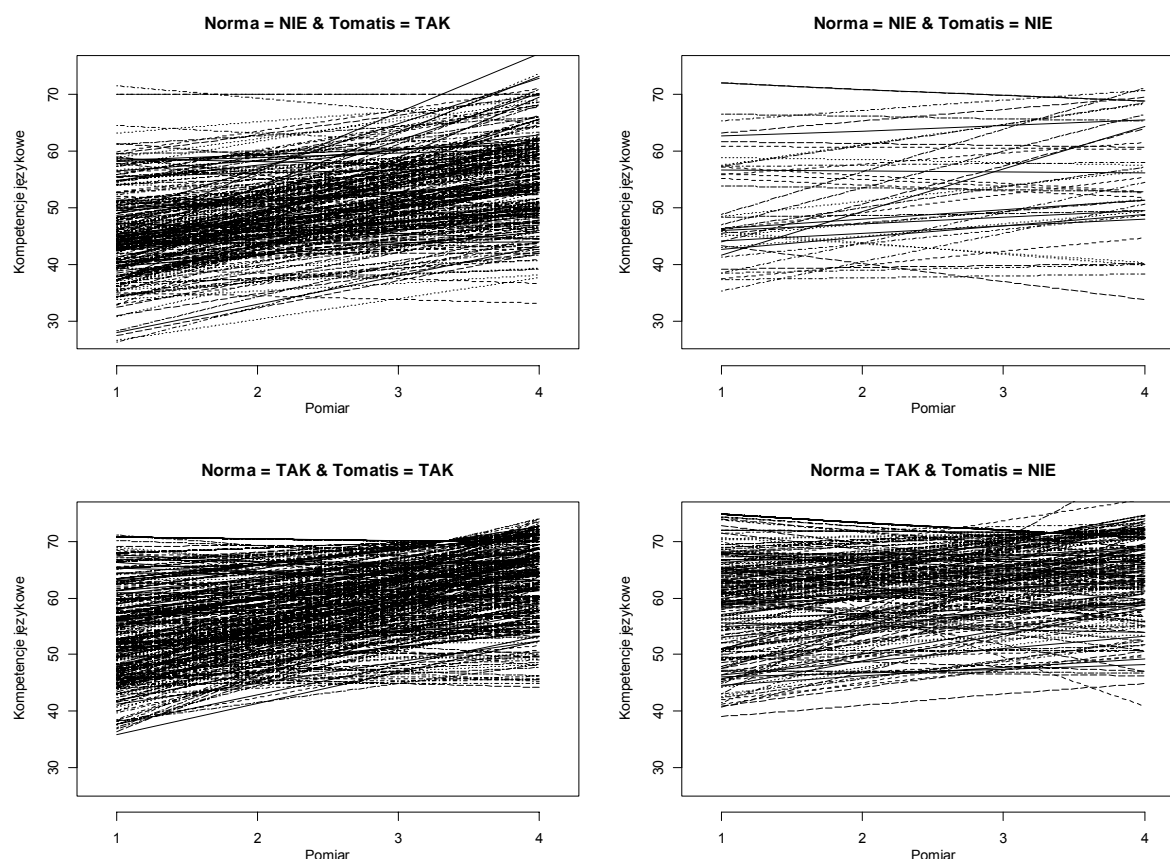 Norma = NIE & Tomatis = TAK
Kompetencje językowe
70
60
50
40
30
1 2 3 4
Pomiar
Norma = NIE & Tomatis = NIE
Kompetencje językowe
70
60
50
40
30
1 2 3 4
Pomiar
Norma = TAK & Tomatis = TAK
Kompetencje językowe
70
60
50
40
30
1 2 3 4
Pomiar
Norma = TAK & Tomatis = NIE
Kompetencje językowe
70
60
50
40
30
1 2 3 4
Pomiar